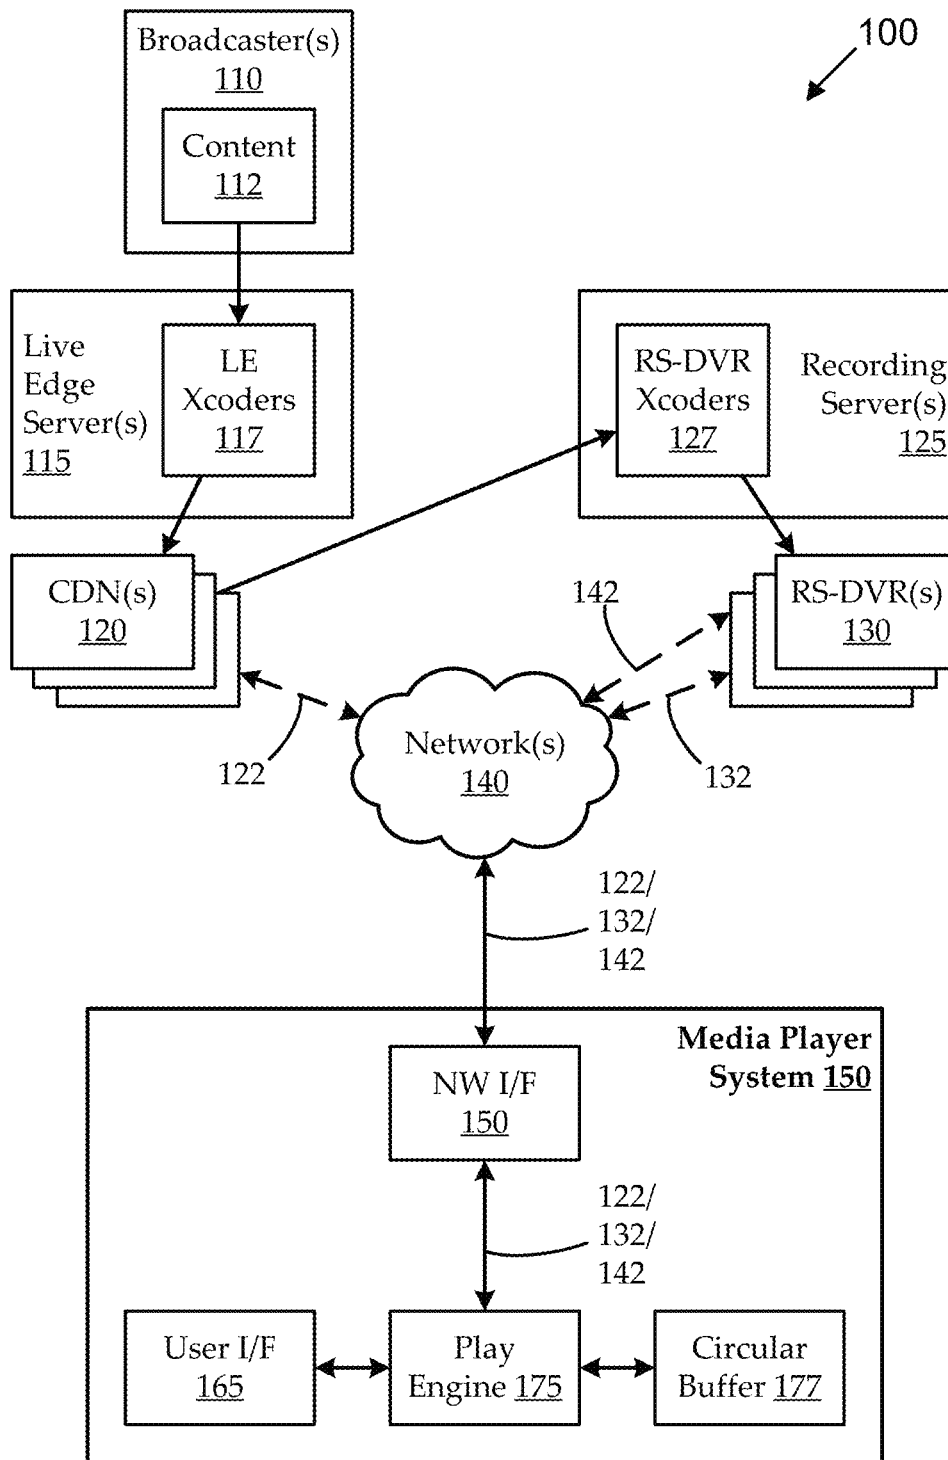 100
Broadcaster(s)
110
Content
112
Live
Edge
Server(s)
115
LE
Xcoders
117
RS-DVR
Xcoders
127
Recording
Server(s)
125
CDN(s)
120
142
RS-DVR(s)
130
122
Network(s)
140
132
122/
132/
142
Media Player
System 150
NW I/F
150
122/
132/
142
User I/F
165
Play
Engine 175
Circular
Buffer 177